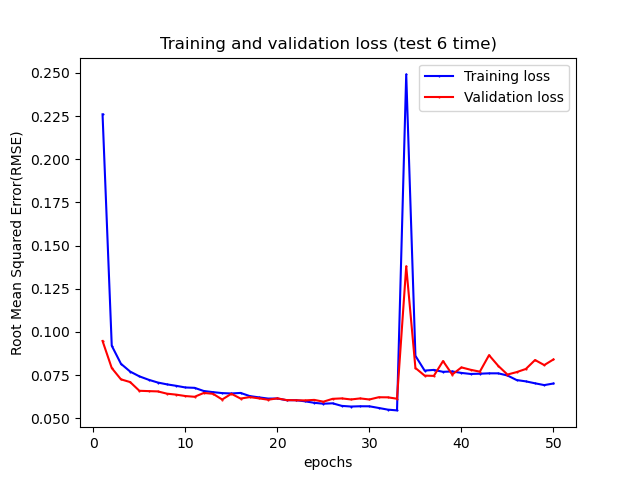 Training and validation loss (test 6 time)
Training loss
Validation loss
Root Mean Squared Error(RMSE)
0.250
0.225
0.200
0.175
0.150
0.125
0.100
0.075
0.050
0 10 20 30 40 50
epochs